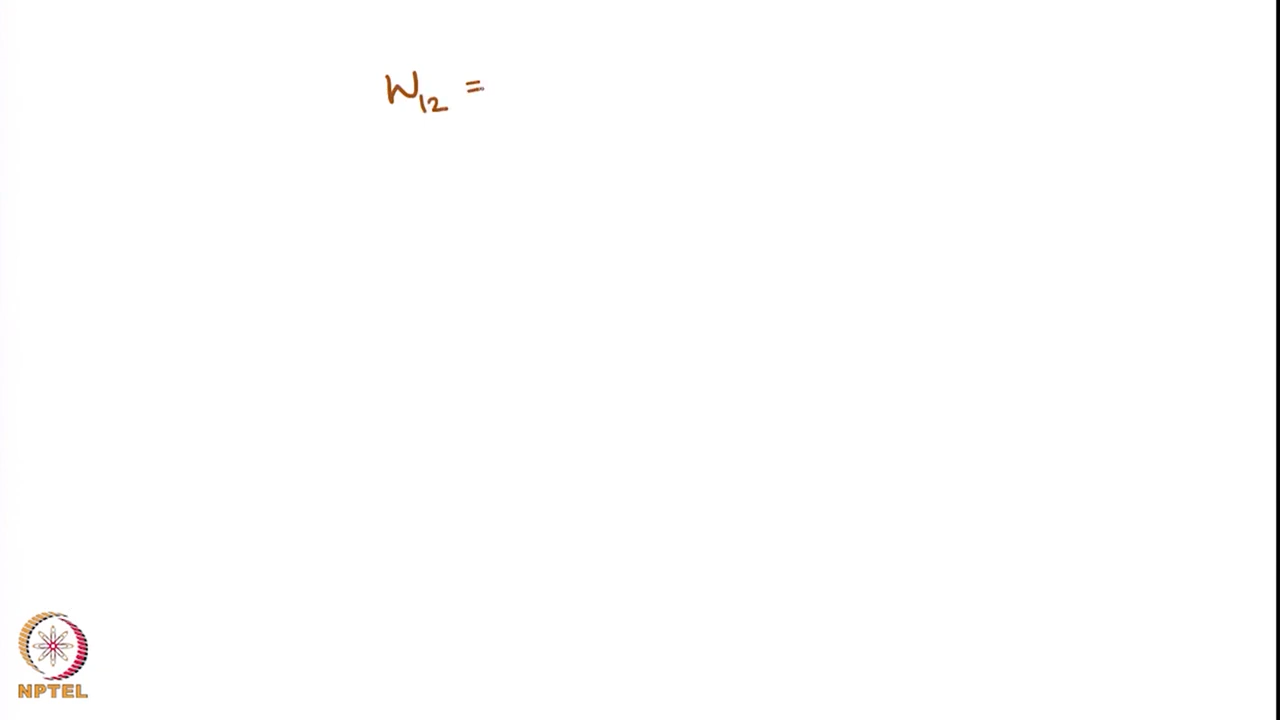 W₁₂ =
NPTEL